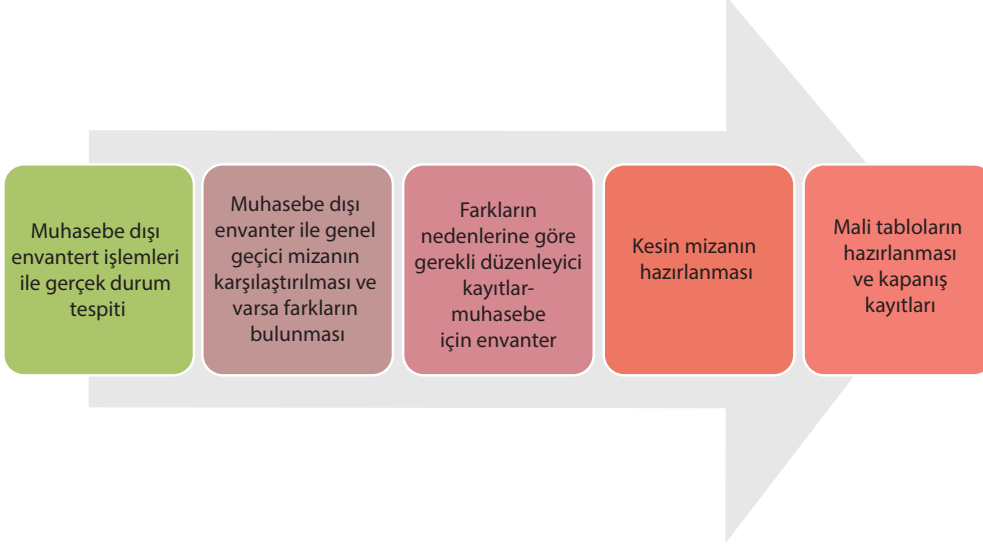 Muhasebe dışı
envantert işlemleri
ile gerçek durum
tespiti
Muhasebe dışı
envanter ile genel
geçici mizanın
karşılaştırılması ve
varsa farkların
bulunması
Farkların
nedenlerine göre
gerekli düzenleyici
kayıtlar-
muhasebe
için envanter
Kesin mizanın
hazırlanması
Mali tabloların
hazırlanması
ve kapanış
kayıtları